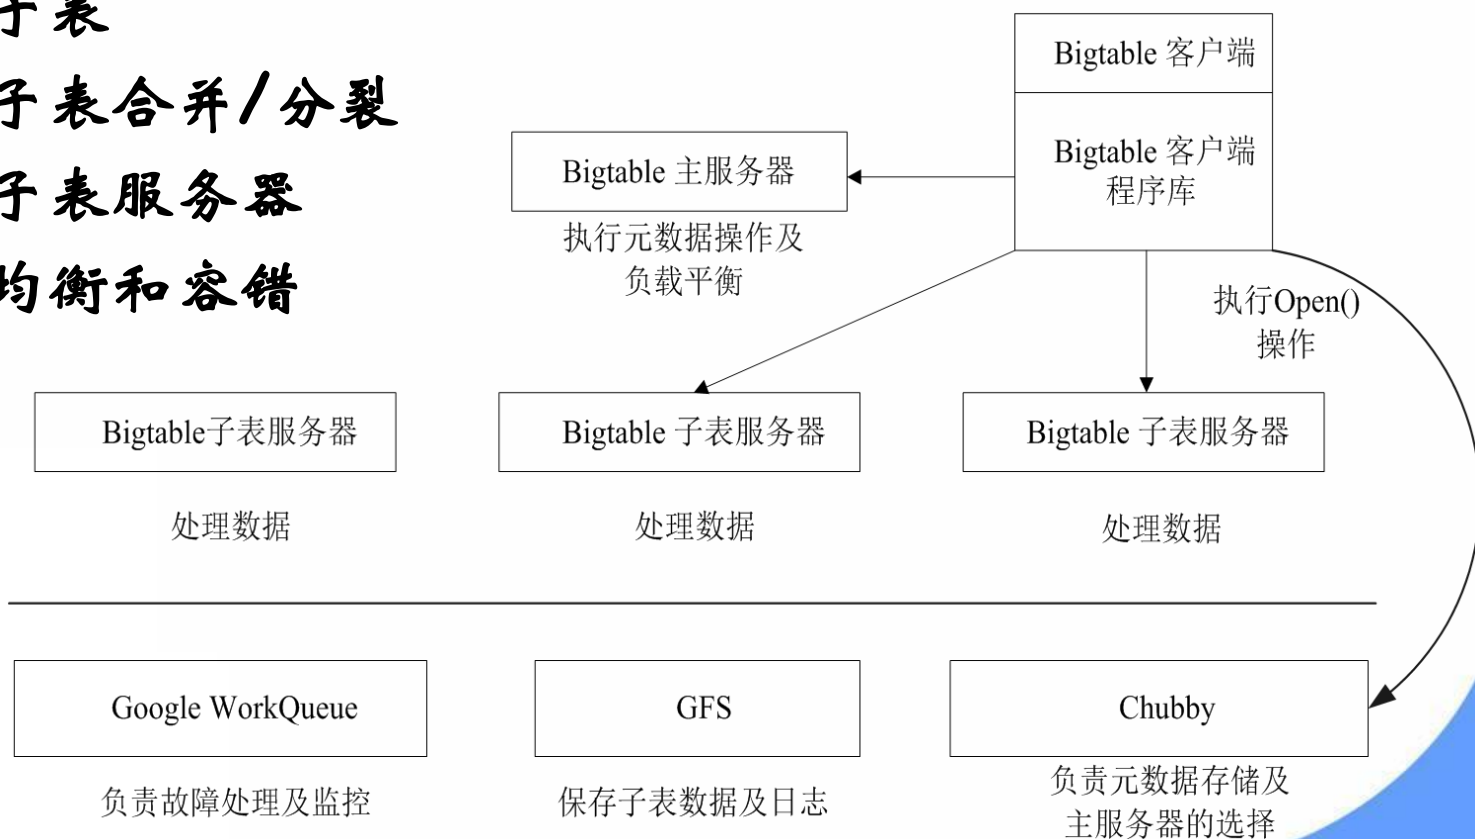 子表
子表合并/分裂
子表服务器
均衡和容错
Bigtable 客户端
Bigtable 客户端
程序库
Bigtable 主服务器
执行元数据操作及
负载平衡
执行Open()
操作
Bigtable子表服务器
Bigtable 子表服务器
Bigtable 子表服务器
处理数据
处理数据
处理数据
Google WorkQueue
GFS
Chubby
负责故障处理及监控
保存子表数据及日志
负责元数据存储及
主服务器的选择